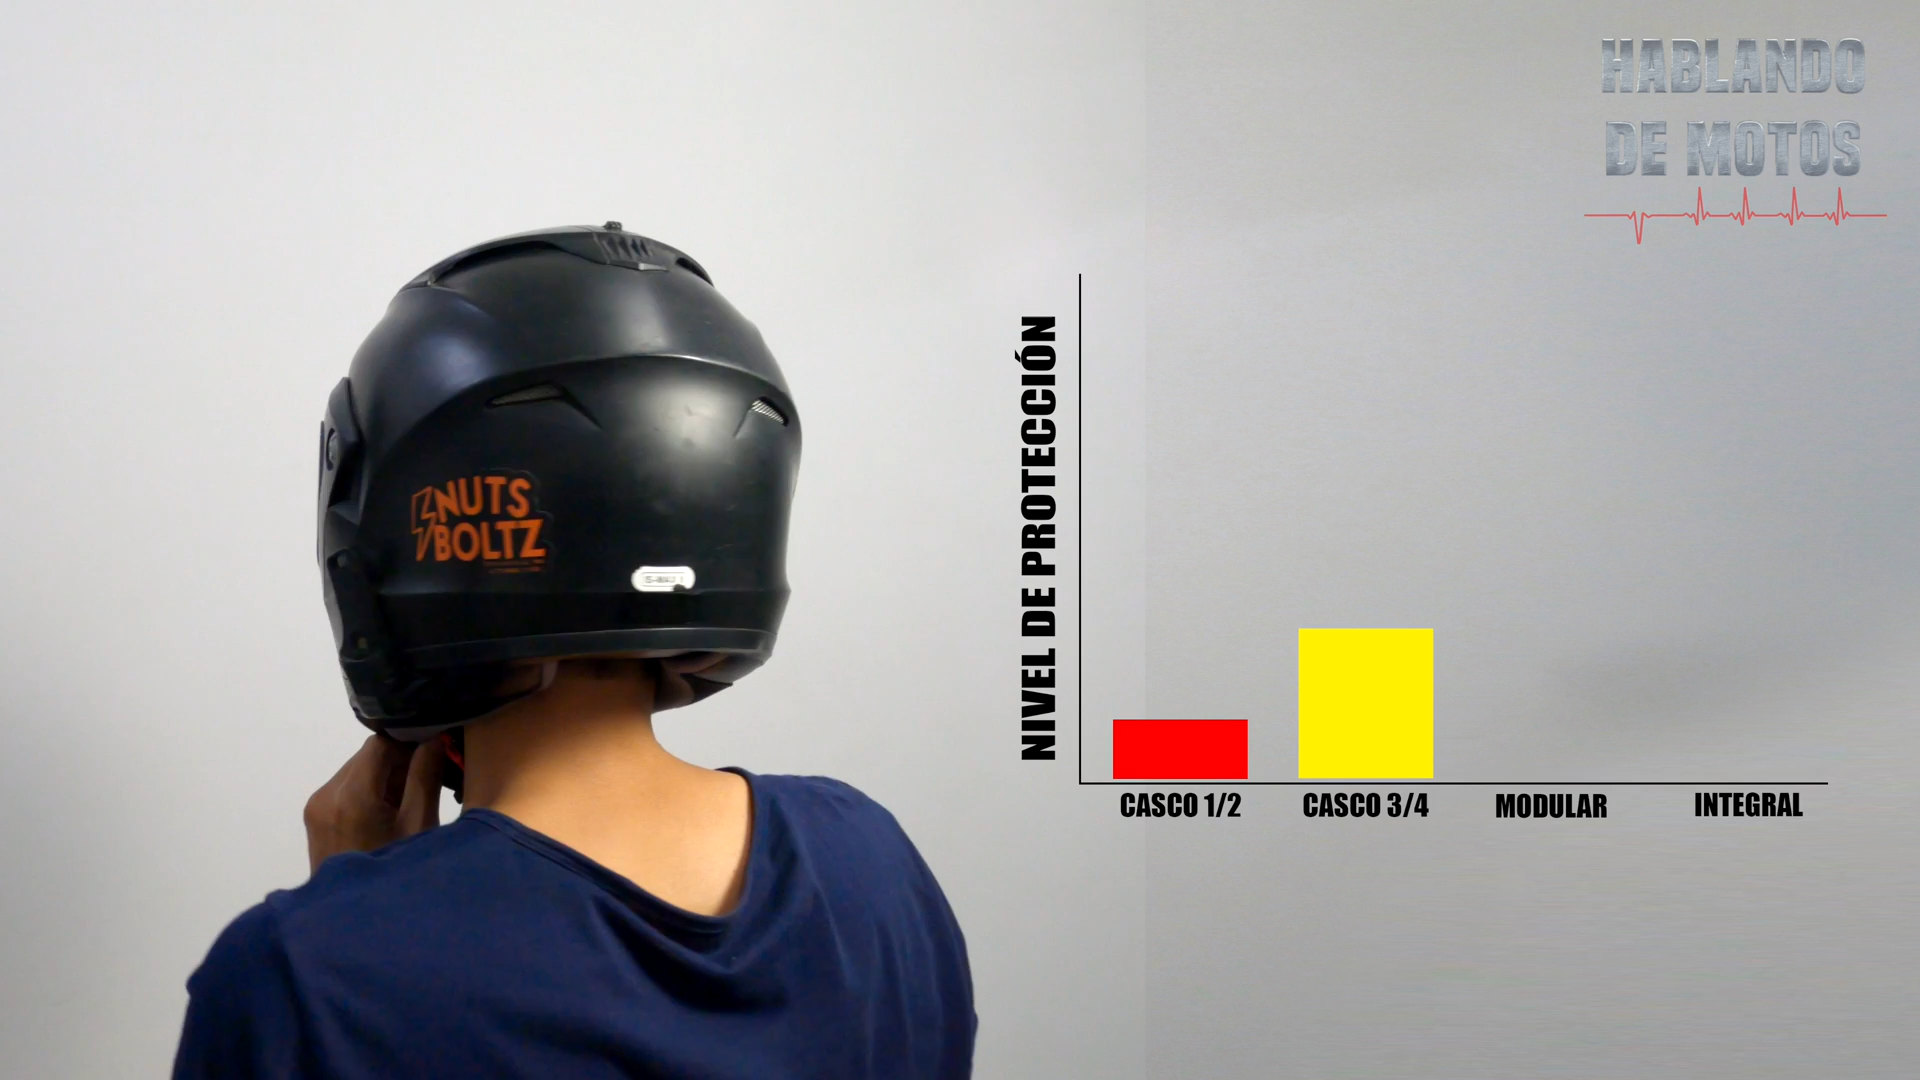 HABLANDO
DE MOTOS
NIVEL DE PROTECCIÓN
NUTS
BOLTZ
CASCO 1/2
CASCO 3/4
MODULAR
INTEGRAL